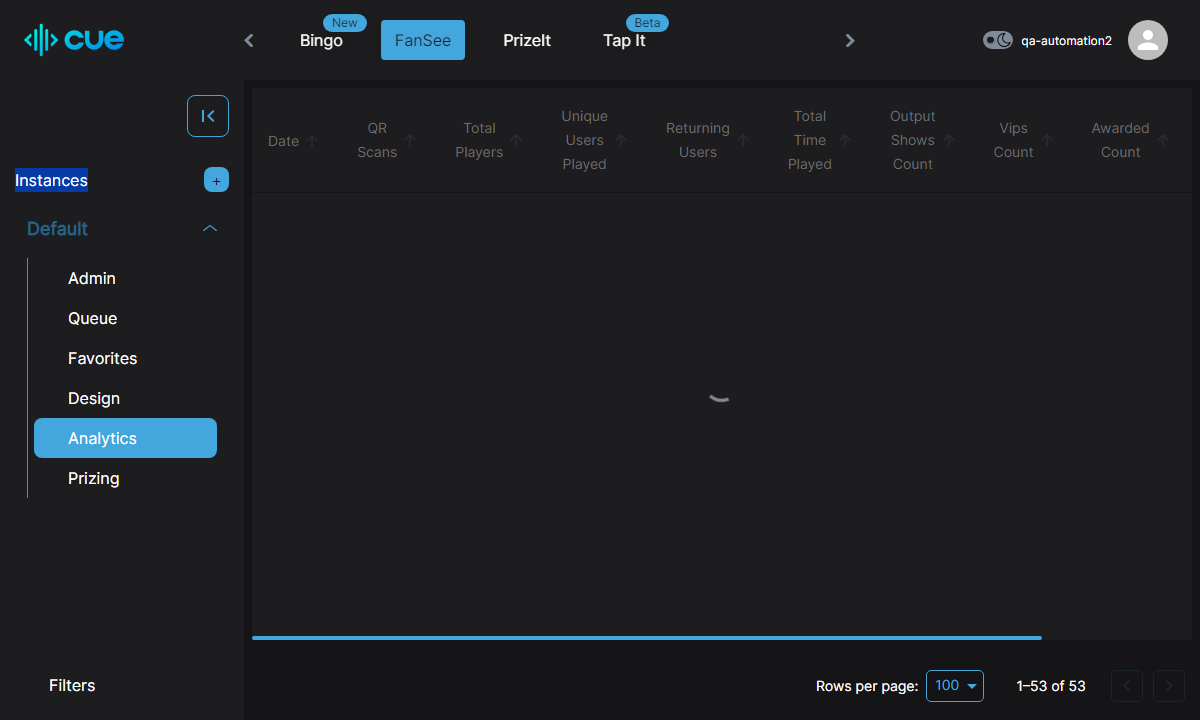 cue
New
Bingo
FanSee
PrizeIt
Beta
Tap It
qa-automation2
Instances
+
Default
Admin
Queue
Favorites
Design
Analytics
Prizing
Filters
Date
QR
Scans
Total
Players
Unique
Users
Played
Returning
Users
Total
Time
Played
Output
Shows
Count
Vips
Count
Awarded
Count
Rows per page: 100
1–53 of 53